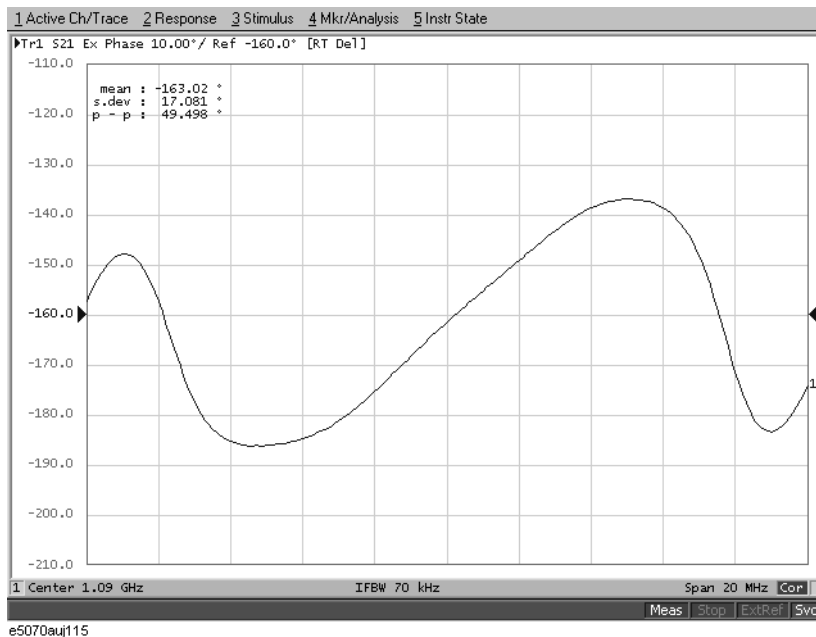 1 Active Ch/Trace 2 Response 3 Stimulus 4 Mkr/Analysis 5 Instr State
Tr1 S21 Ex Phase 10.00°/ Ref -160.0° [RT Del]
-110.0
mean : -163.02 °
s.dev : 17.081 °
p - p : 49.498 °
-120.0
-130.0
-140.0
-150.0
-160.0
-170.0
1
-180.0
-190.0
-200.0
-210.0
1 Center 1.09 GHz IFBW 70 kHz Span 20 MHz Cor
Meas Stop ExtRef Svc
e5070auj115